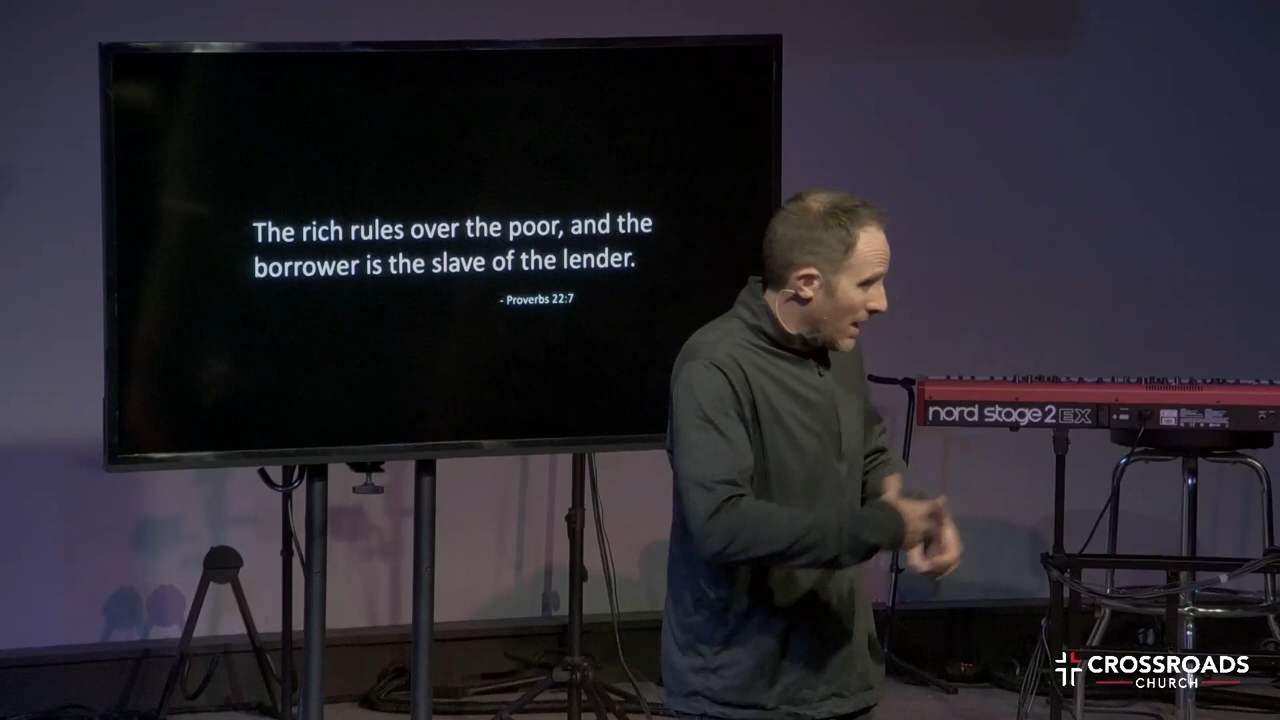 The rich rules over the poor, and the
borrower is the slave of the lender.
- Proverbs 22:7
nord stage 2 EX
CROSSROADS
CHURCH